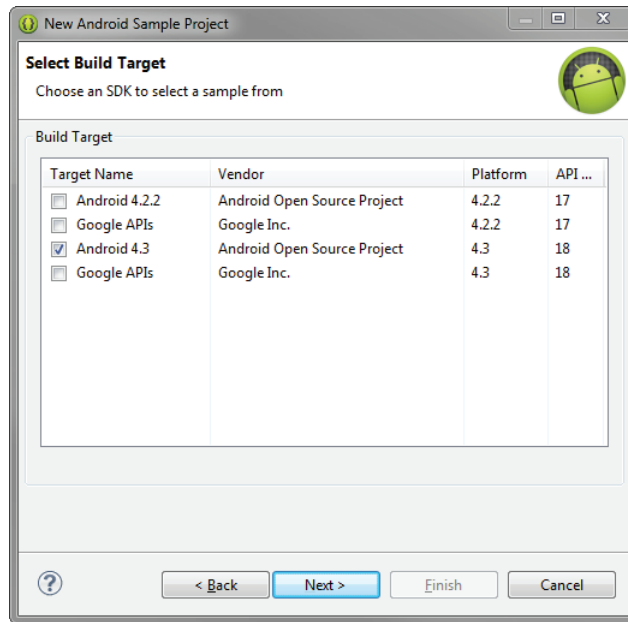 New Android Sample Project
Select Build Target
Choose an SDK to select a sample from
Build Target
Target Name Vendor Platform API ...
Android 4.2.2 Android Open Source Project 4.2.2 17
Google APIs Google Inc. 4.2.2 17
Android 4.3 Android Open Source Project 4.3 18
Google APIs Google Inc. 4.3 18
? < Back Next > Finish Cancel